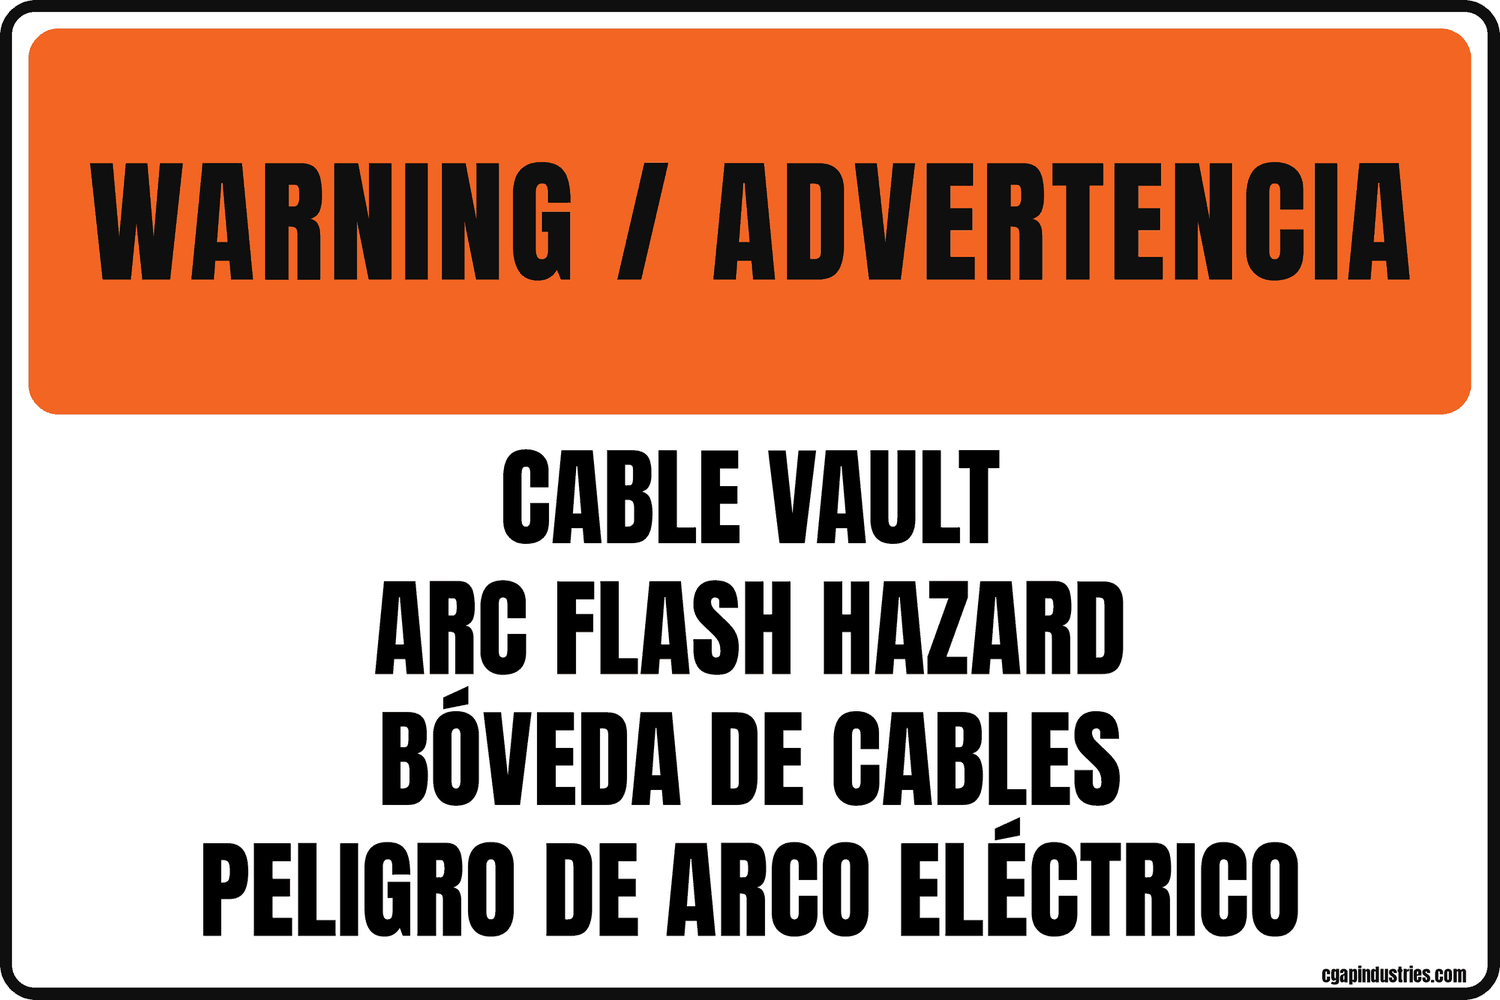 WARNING / ADVERTENCIA
CABLE VAULT
ARC FLASH HAZARD
BÓVEDA DE CABLES
PELIGRO DE ARCO ELÉCTRICO
cgapindustries.com